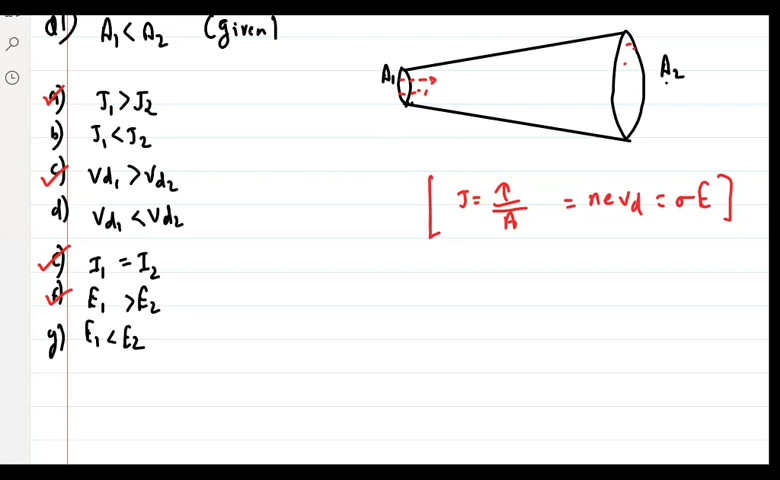 Q1) A₁ < A₂ (given)
A₁
A₂
a) J₁ > J₂
b) J₁ < J₂
c) Vd₁ > Vd₂
d) Vd₁ < Vd₂
e) I₁ = I₂
f) E₁ > E₂
g) E₁ < E₂
[ J = I/A = nevd = σE ]